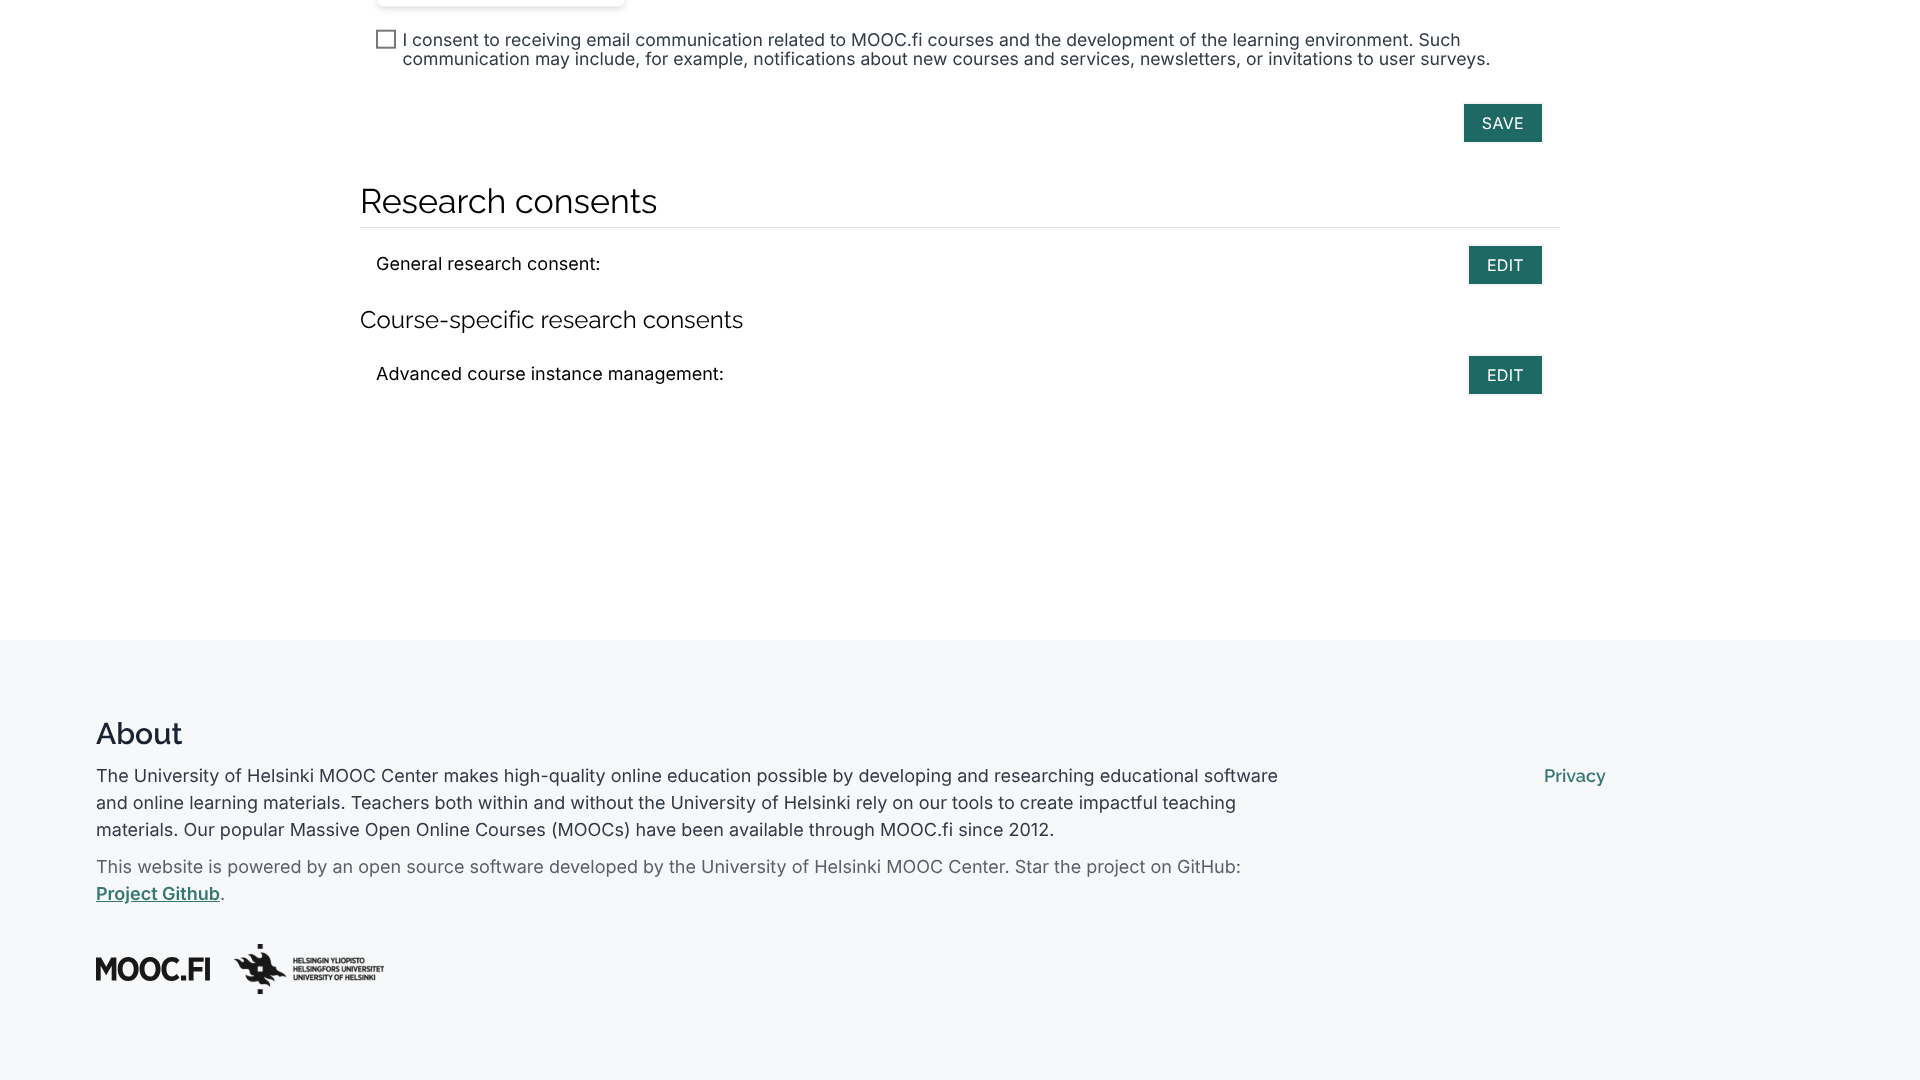 I consent to receiving email communication related to MOOC.fi courses and the development of the learning environment. Such
communication may include, for example, notifications about new courses and services, newsletters, or invitations to user surveys.
SAVE
Research consents
General research consent:
EDIT
Course-specific research consents
Advanced course instance management:
EDIT
About
The University of Helsinki MOOC Center makes high-quality online education possible by developing and researching educational software
and online learning materials. Teachers both within and without the University of Helsinki rely on our tools to create impactful teaching
materials. Our popular Massive Open Online Courses (MOOCs) have been available through MOOC.fi since 2012.
This website is powered by an open source software developed by the University of Helsinki MOOC Center. Star the project on GitHub:
Project Github.
Privacy
MOOC.FI
HELSINGIN YLIOPISTO
HELSINGFORS UNIVERSITET
UNIVERSITY OF HELSINKI